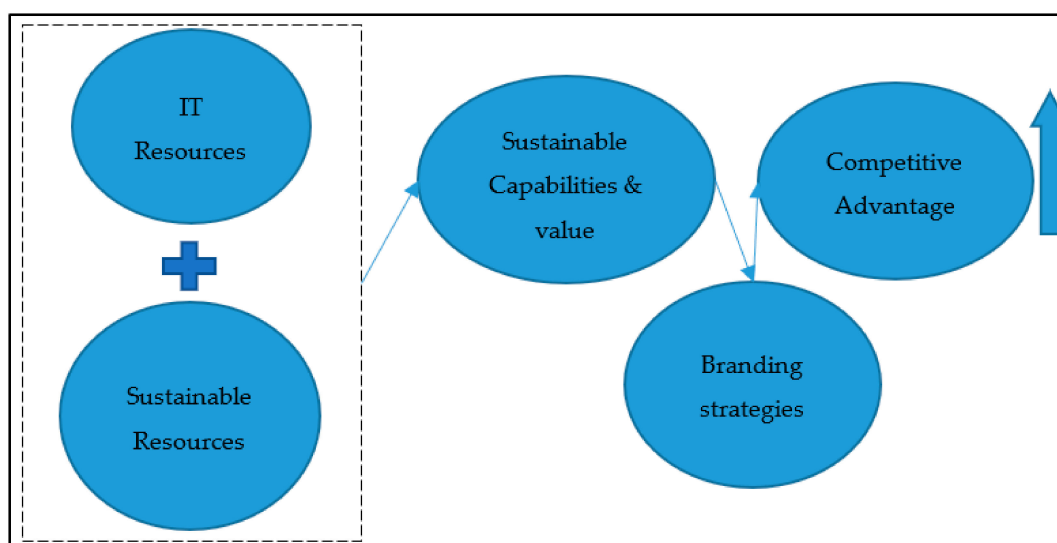 IT
Resources
Sustainable
Resources
Sustainable
Capabilities &
value
Branding
strategies
Competitive
Advantage